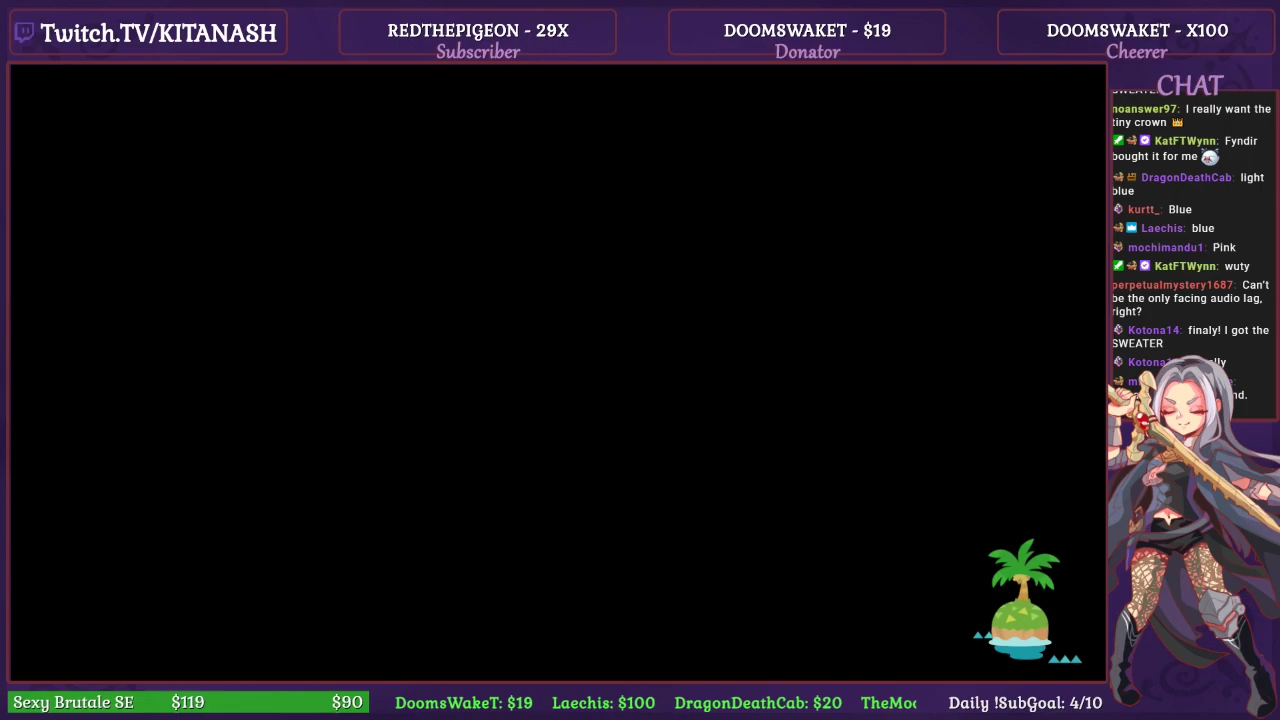 Twitch.TV/KITANASH
REDTHEPIGEON - 29X
Subscriber
DOOMSWAKET - $19
Donator
DOOMSWAKET - X100
Cheerer
CHAT
noanswer97: I really want the
tiny crown
KatFTWynn: Fyndir
bought it for me
DragonDeathCab: light
blue
kurtt_: Blue
Laechis: blue
mochimandu1: Pink
KatFTWynn: wuty
perpetualmystery1687: Can't
be the only facing audio lag,
right?
Kotona14: finaly! I got the
SWEATER
Sexy Brutale SE $119 $90
DoomsWakeT: $19 Laechis: $100 DragonDeathCab: $20 TheMoo
Daily !SubGoal: 4/10